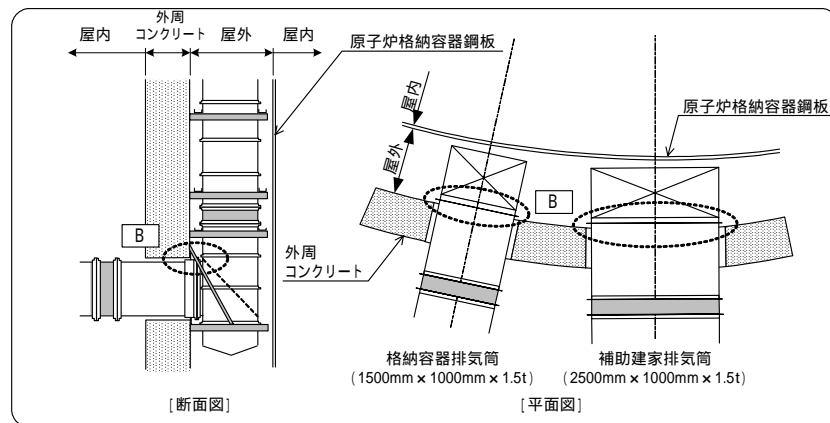 屋内
外周
コンクリート
屋外
屋内
原子炉格納容器鋼板
B
[断面図]
屋内
屋外
原子炉格納容器鋼板
B
外周
コンクリート
格納容器排気筒
(1500mm×1000mm×1.5t)
補助建家排気筒
(2500mm×1000mm×1.5t)
[平面図]